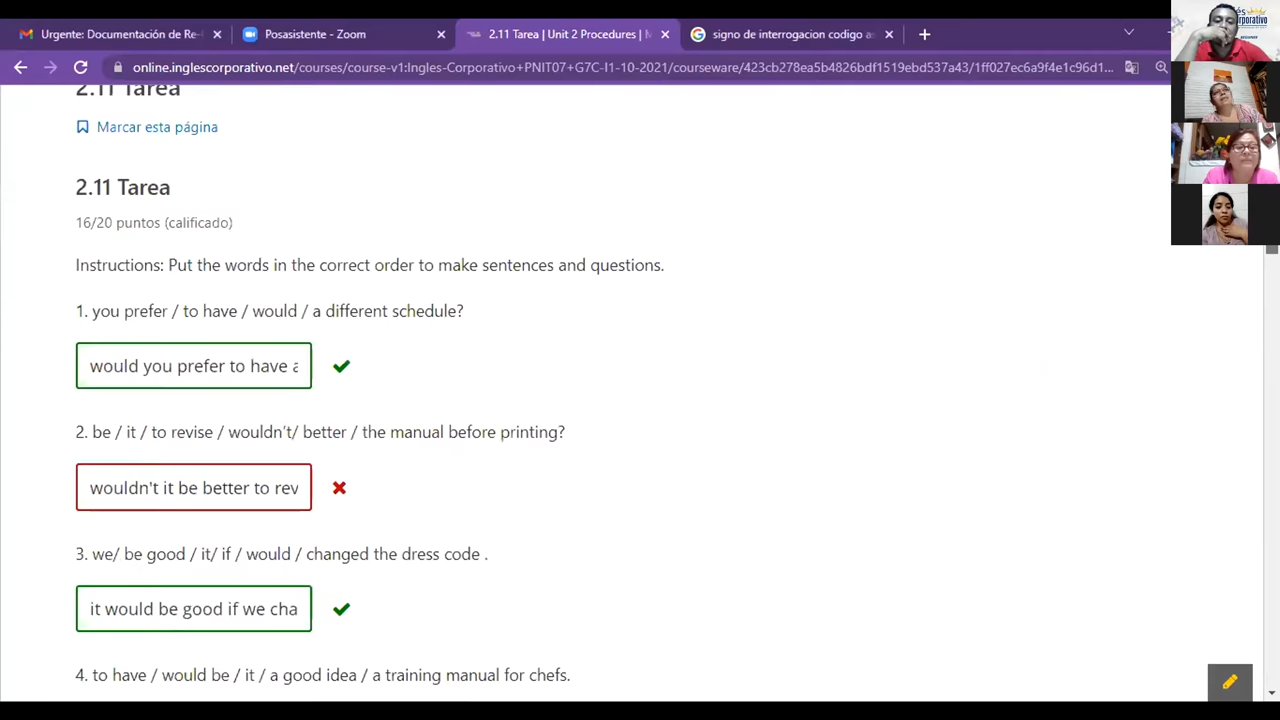 Urgente: Documentación de Re-
Posasistente - Zoom
2.11 Tarea | Unit 2 Procedures |
signo de interrogacion codigo as
online.inglescorporativo.net/courses/course-v1:Ingles-Corporativo+PNIT07+G7C-I1-10-2021/courseware/423cb278ea5b4826bdf1519ebd537a43/1ff027ec6a9f4e1c96d1...
2.11 Tarea
Marcar esta página
2.11 Tarea
16/20 puntos (calificado)
Instructions: Put the words in the correct order to make sentences and questions.
1. you prefer / to have / would / a different schedule?
would you prefer to have a
2. be / it / to revise / wouldn't/ better / the manual before printing?
wouldn't it be better to rev
3. we/ be good / it/ if / would / changed the dress code .
it would be good if we cha
4. to have / would be / it / a good idea / a training manual for chefs.